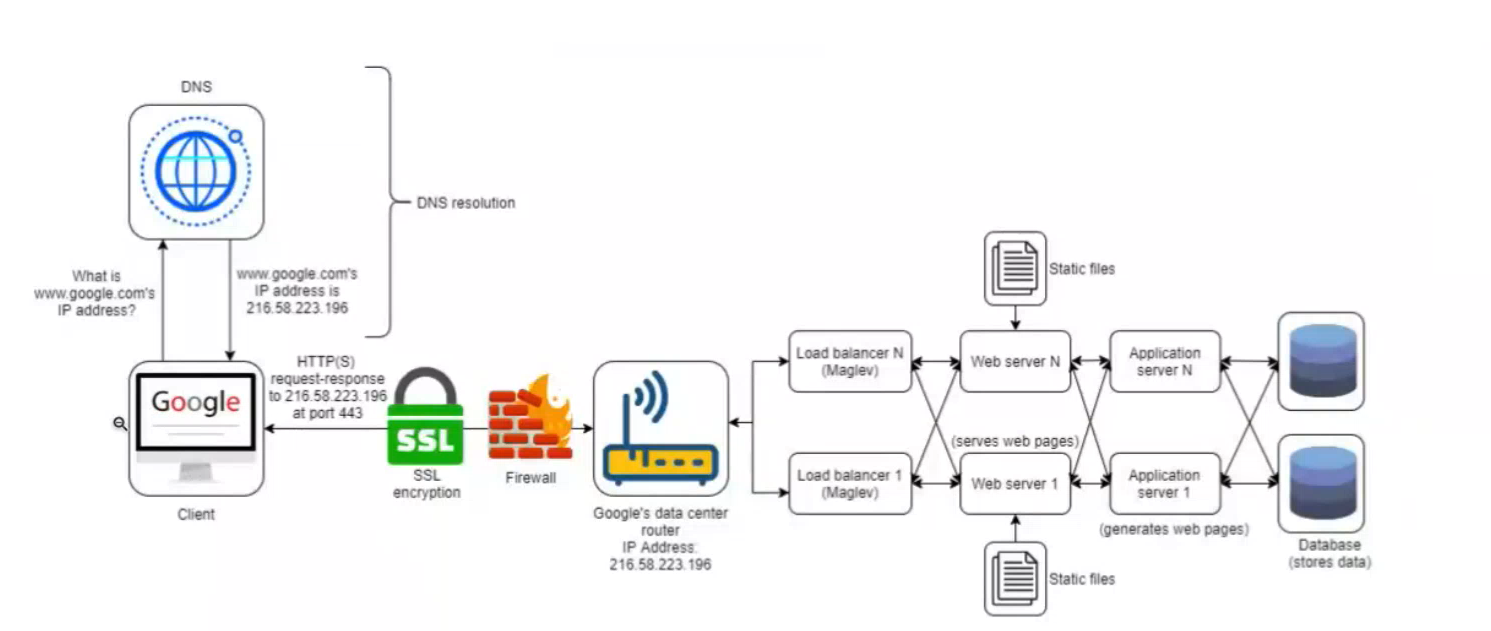 DNS
DNS resolution
What is
www.google.com's
IP address?
www.google.com's
IP address is
216.58.223.196
Google
Client
HTTP(S)
request-response
to 216.58.223.196
at port 443
SSL
SSL
encryption
Firewall
Google's data center
router
IP Address:
216.58.223.196
Load balancer N
(Maglev)
Load balancer 1
(Maglev)
Static files
Web server N
(serves web pages)
Web server 1
Static files
Application
server N
Application
server 1
(generates web pages)
Database
(stores data)